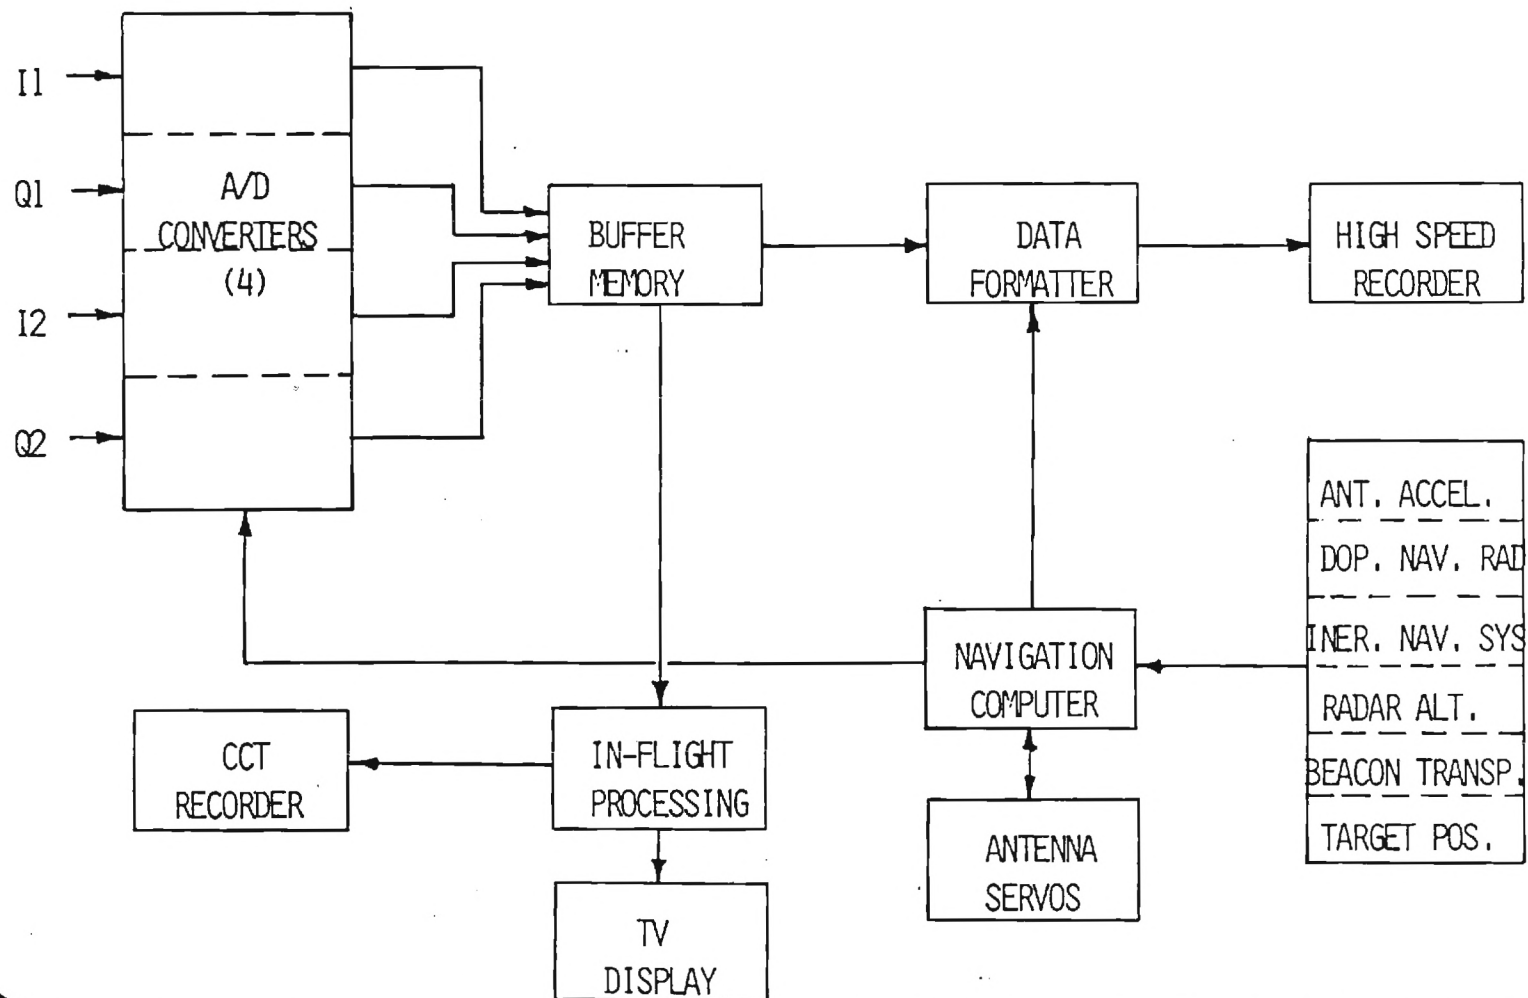 I1
Q1
I2
Q2
A/D
CONVERTERS
(4)
BUFFER
MEMORY
DATA
FORMATTER
HIGH SPEED
RECORDER
ANT. ACCEL.
DOP. NAV. RAD
INER. NAV. SYS
RADAR ALT.
BEACON TRANSP.
TARGET POS.
NAVIGATION
COMPUTER
ANTENNA
SERVOS
IN-FLIGHT
PROCESSING
CCT
RECORDER
TV
DISPLAY